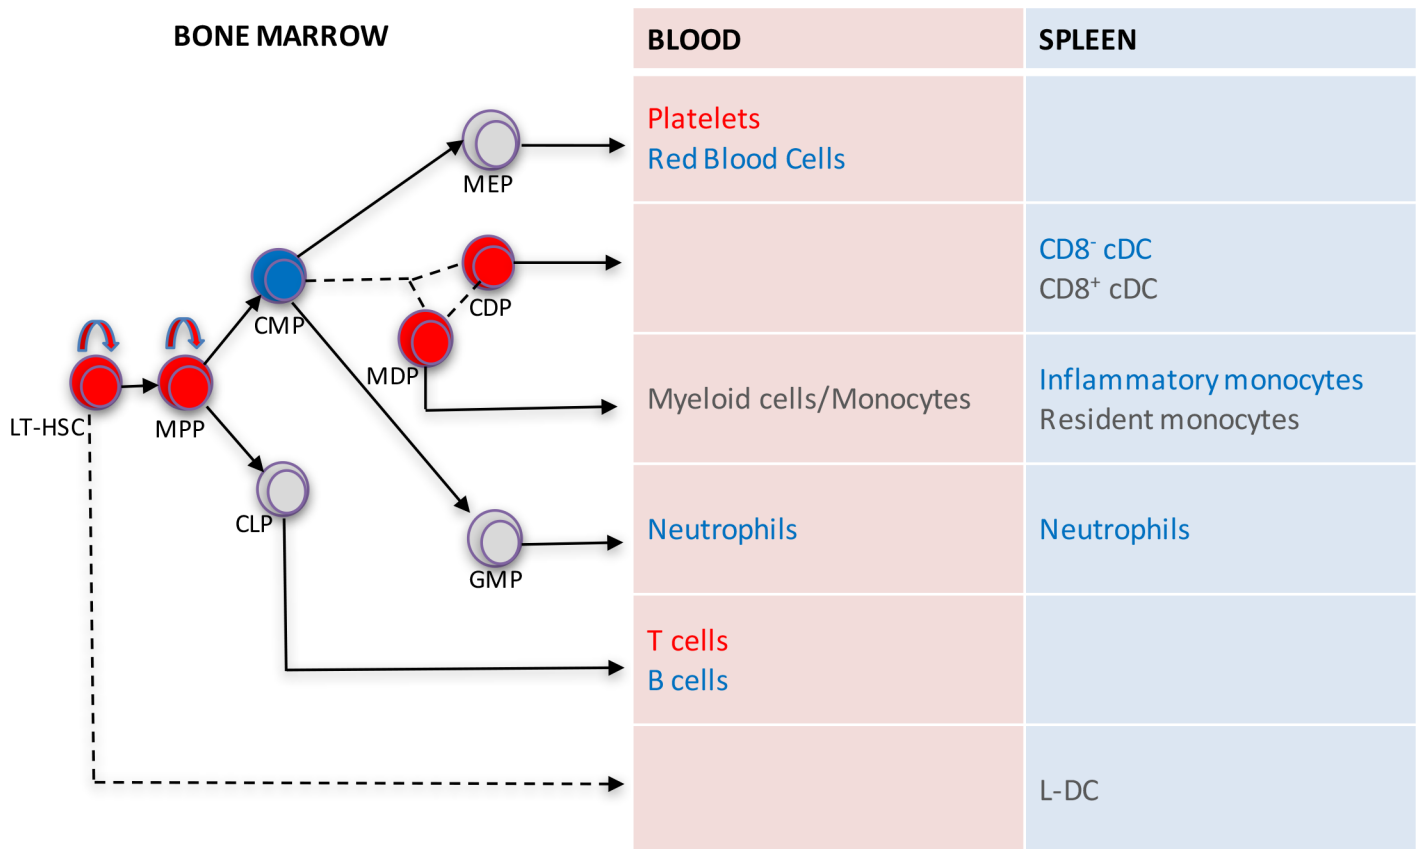 BONE MARROW
BLOOD
SPLEEN
Platelets
Red Blood Cells
MEP
CD8⁻ cDC
CD8⁺ cDC
CDP
CMP
MDP
Myeloid cells/Monocytes
Inflammatory monocytes
Resident monocytes
LT-HSC
MPP
CLP
GMP
Neutrophils
Neutrophils
T cells
B cells
L-DC